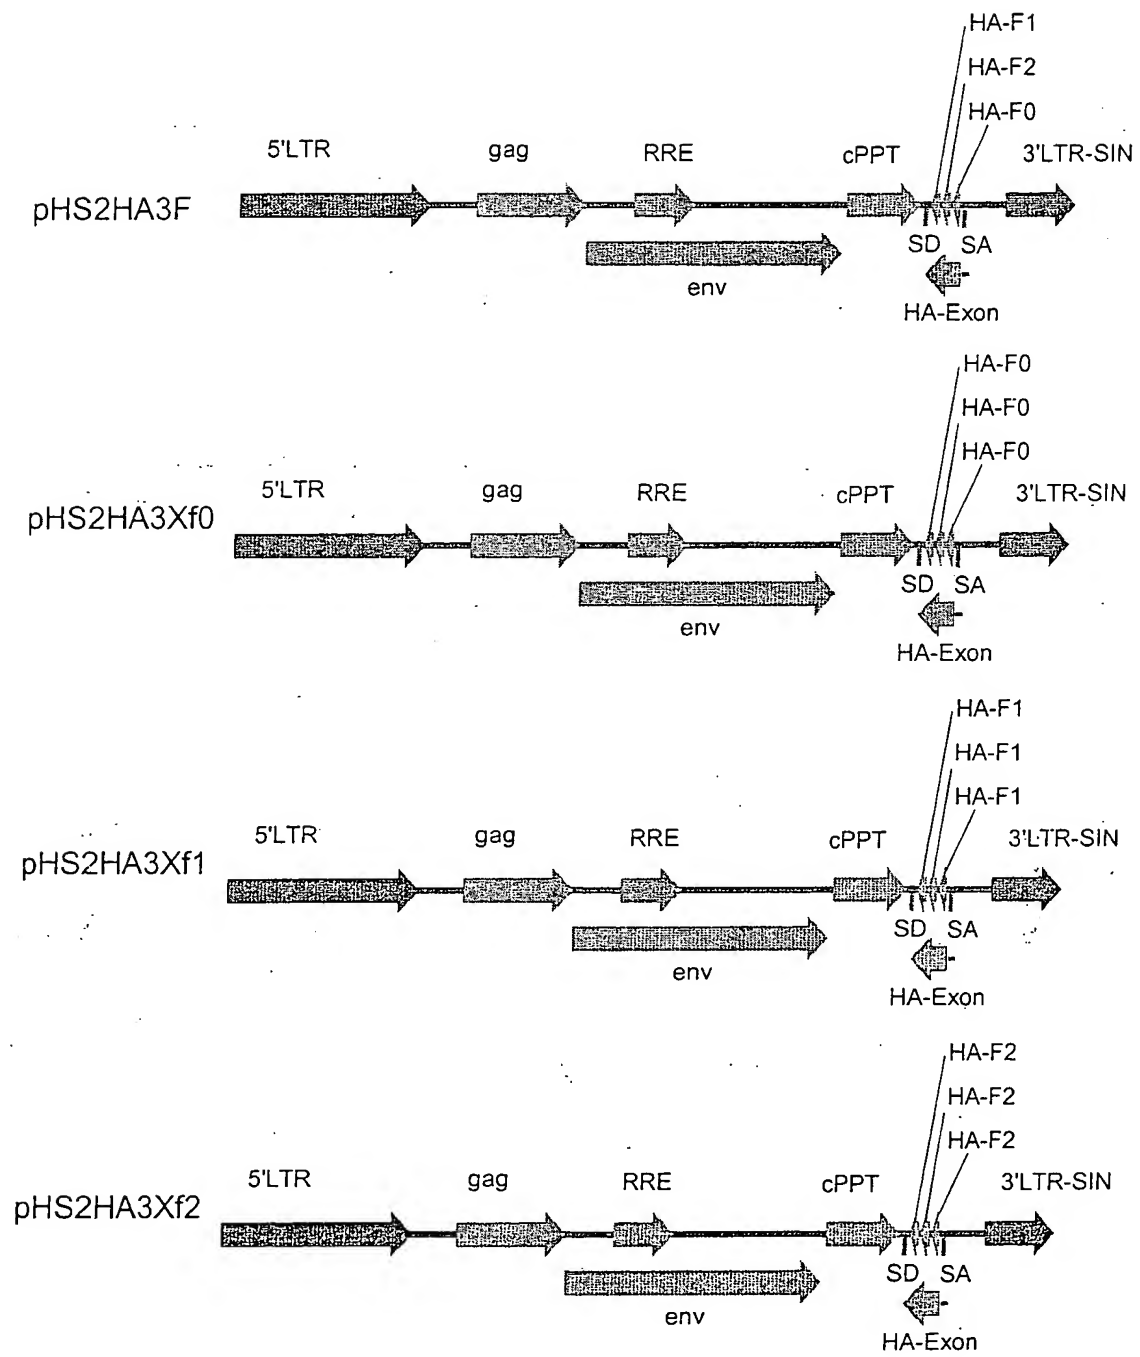 HA-F1
HA-F2
HA-F0
5'LTR gag RRE cPPT 3'LTR-SIN
pHS2HA3F
SD SA
env
HA-Exon
HA-F0
HA-F0
HA-F0
5'LTR gag RRE cPPT 3'LTR-SIN
pHS2HA3Xf0
SD SA
env
HA-Exon
HA-F1
HA-F1
HA-F1
5'LTR gag RRE cPPT 3'LTR-SIN
pHS2HA3Xf1
SD SA
env
HA-Exon
HA-F2
HA-F2
HA-F2
5'LTR gag RRE cPPT 3'LTR-SIN
pHS2HA3Xf2
SD SA
env
HA-Exon